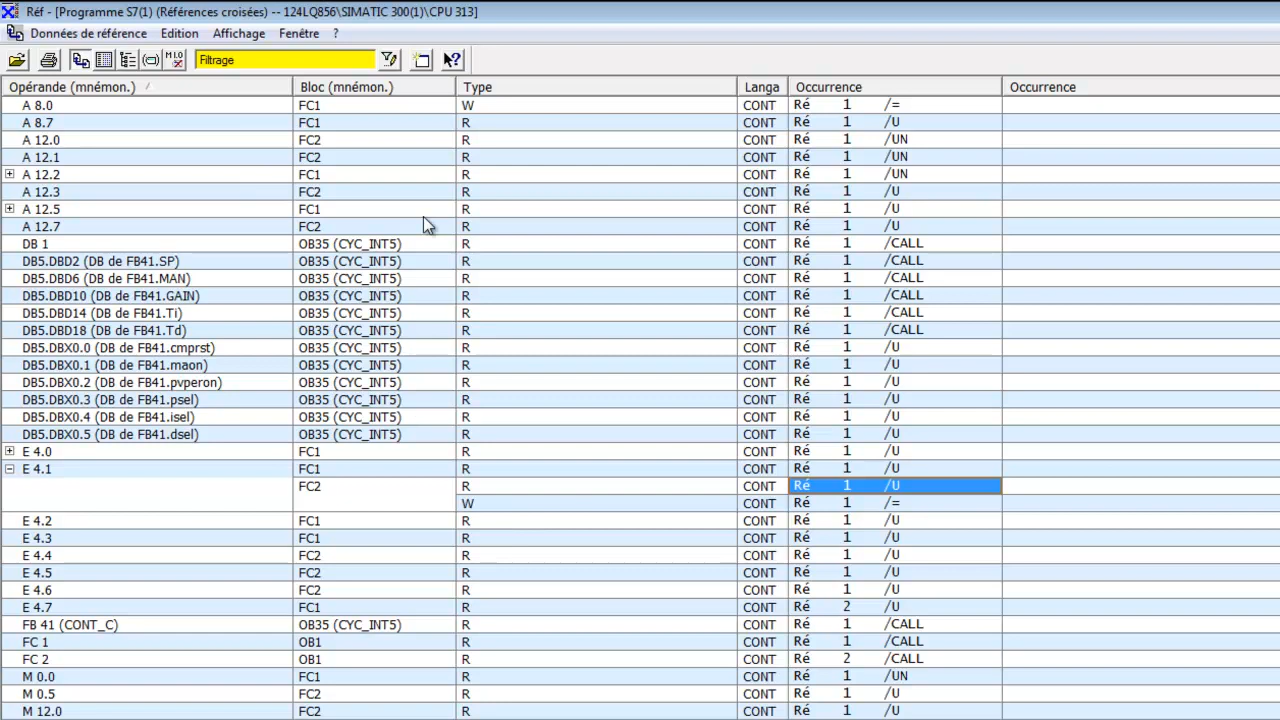 Réf - [Programme S7(1) (Références croisées) -- 124LQ856\SIMATIC 300(1)\CPU 313]
Données de référence Edition Affichage Fenêtre ?
Filtrage
Opérande (mnémon.) Bloc (mnémon.) Type Langa Occurrence Occurrence
A 8.0 FC1 W CONT Ré 1 /=
A 8.7 FC1 R CONT Ré 1 /U
A 12.0 FC2 R CONT Ré 1 /UN
A 12.1 FC2 R CONT Ré 1 /UN
A 12.2 FC1 R CONT Ré 1 /UN
A 12.3 FC2 R CONT Ré 1 /U
A 12.5 FC1 R CONT Ré 1 /U
A 12.7 FC2 R CONT Ré 1 /U
DB 1 OB35 (CYC_INT5) R CONT Ré 1 /CALL
DB5.DBD2 (DB de FB41.SP) OB35 (CYC_INT5) R CONT Ré 1 /CALL
DB5.DBD6 (DB de FB41.MAN) OB35 (CYC_INT5) R CONT Ré 1 /CALL
DB5.DBD10 (DB de FB41.GAIN) OB35 (CYC_INT5) R CONT Ré 1 /CALL
DB5.DBD14 (DB de FB41.Ti) OB35 (CYC_INT5) R CONT Ré 1 /CALL
DB5.DBD18 (DB de FB41.Td) OB35 (CYC_INT5) R CONT Ré 1 /CALL
DB5.DBX0.0 (DB de FB41.cmprst) OB35 (CYC_INT5) R CONT Ré 1 /U
DB5.DBX0.1 (DB de FB41.maon) OB35 (CYC_INT5) R CONT Ré 1 /U
DB5.DBX0.2 (DB de FB41.pvperon) OB35 (CYC_INT5) R CONT Ré 1 /U
DB5.DBX0.3 (DB de FB41.psel) OB35 (CYC_INT5) R CONT Ré 1 /U
DB5.DBX0.4 (DB de FB41.isel) OB35 (CYC_INT5) R CONT Ré 1 /U
DB5.DBX0.5 (DB de FB41.dsel) OB35 (CYC_INT5) R CONT Ré 1 /U
E 4.0 FC1 R CONT Ré 1 /U
E 4.1 FC1 R CONT Ré 1 /U
FC2 R CONT Ré 1 /U
W CONT Ré 1 /=
E 4.2 FC1 R CONT Ré 1 /U
E 4.3 FC1 R CONT Ré 1 /U
E 4.4 FC2 R CONT Ré 1 /U
E 4.5 FC2 R CONT Ré 1 /U
E 4.6 FC2 R CONT Ré 1 /U
E 4.7 FC1 R CONT Ré 2 /U
FB 41 (CONT_C) OB35 (CYC_INT5) R CONT Ré 1 /CALL
FC 1 OB1 R CONT Ré 1 /CALL
FC 2 OB1 R CONT Ré 2 /CALL
M 0.0 FC1 R CONT Ré 1 /UN
M 0.5 FC2 R CONT Ré 1 /U
M 12.0 FC2 R CONT Ré 1 /U